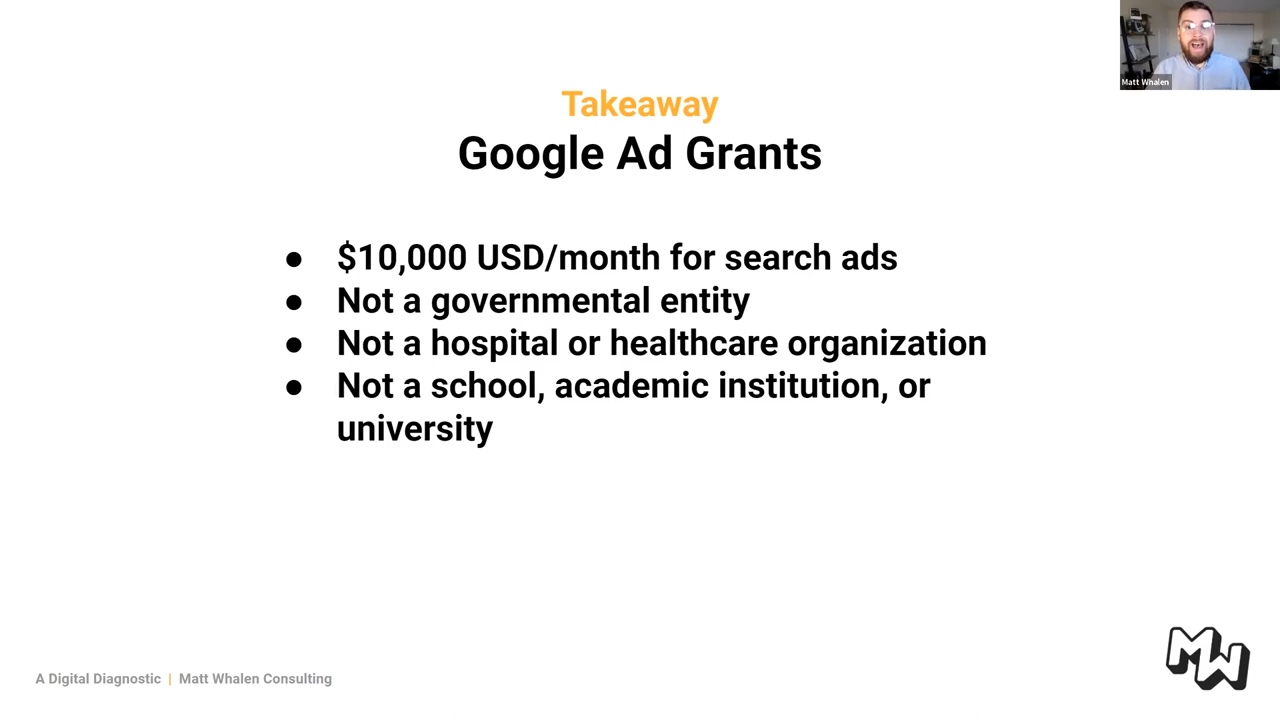 Matt Whalen
Takeaway
Google Ad Grants
● $10,000 USD/month for search ads
● Not a governmental entity
● Not a hospital or healthcare organization
● Not a school, academic institution, or
university
A Digital Diagnostic | Matt Whalen Consulting
MW